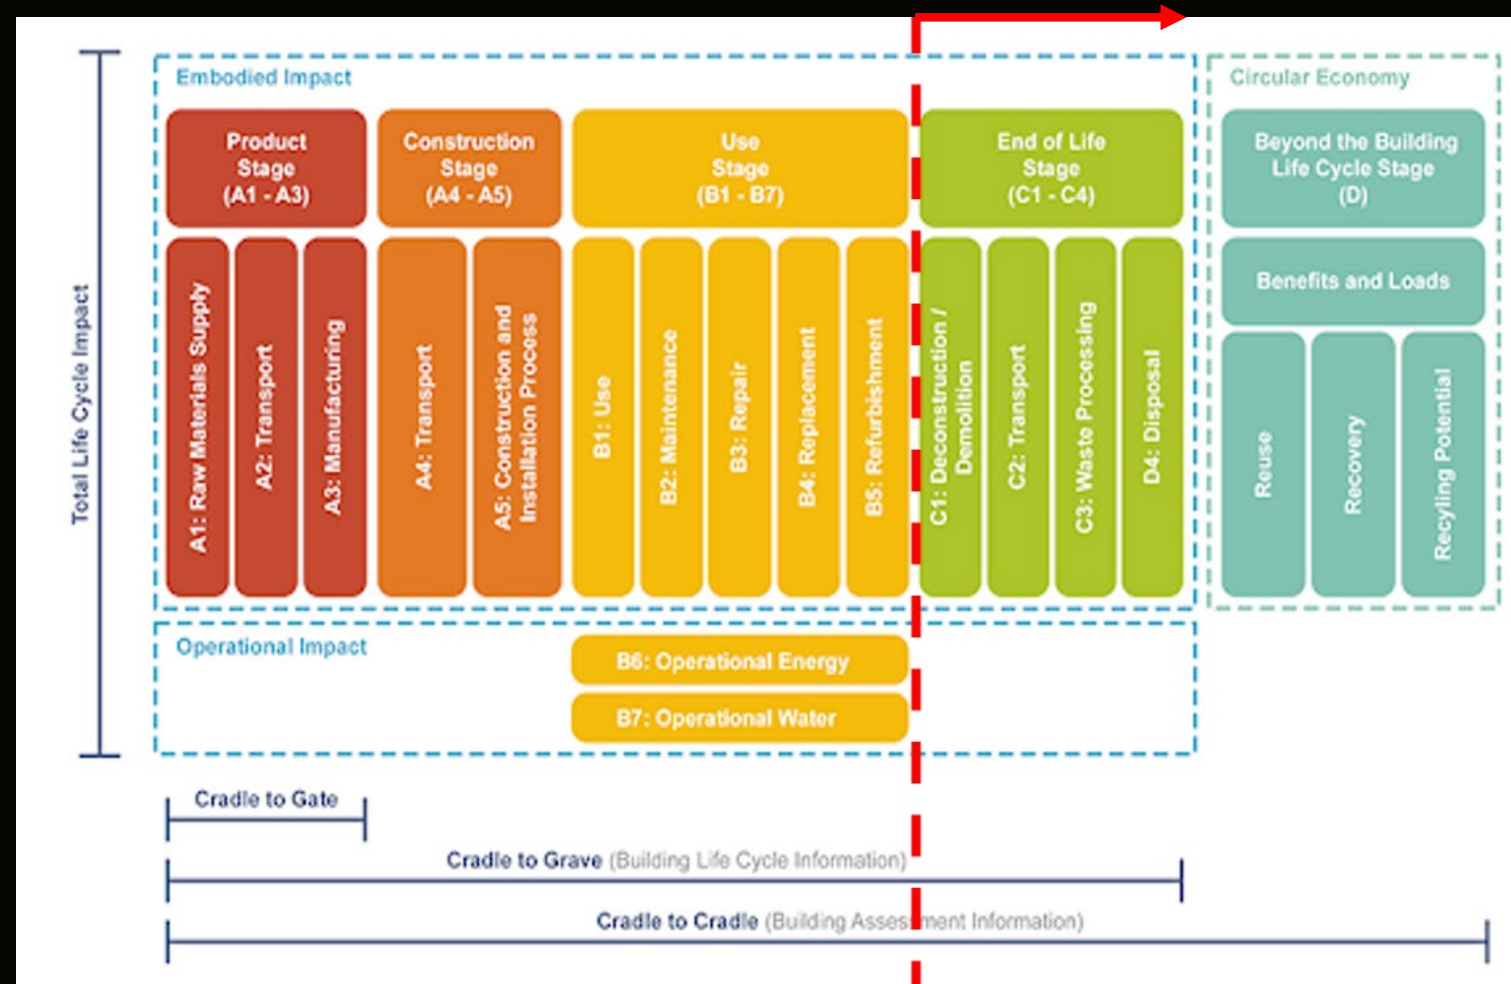 Embodied Impact
Circular Economy
Product
Stage
(A1 - A3)
Construction
Stage
(A4 - A5)
Use
Stage
(B1 - B7)
End of Life
Stage
(C1 - C4)
Beyond the Building
Life Cycle Stage
(D)
Total Life Cycle Impact
A1: Raw Materials Supply
A2: Transport
A3: Manufacturing
A4: Transport
A5: Construction and
Installation Process
B1: Use
B2: Maintenance
B3: Repair
B4: Replacement
B5: Refurbishment
C1: Deconstruction /
Demolition
C2: Transport
C3: Waste Processing
D4: Disposal
Benefits and Loads
Reuse
Recovery
Recyling Potential
Operational Impact
B6: Operational Energy
B7: Operational Water
Cradle to Gate
Cradle to Grave (Building Life Cycle Information)
Cradle to Cradle (Building Assessment Information)